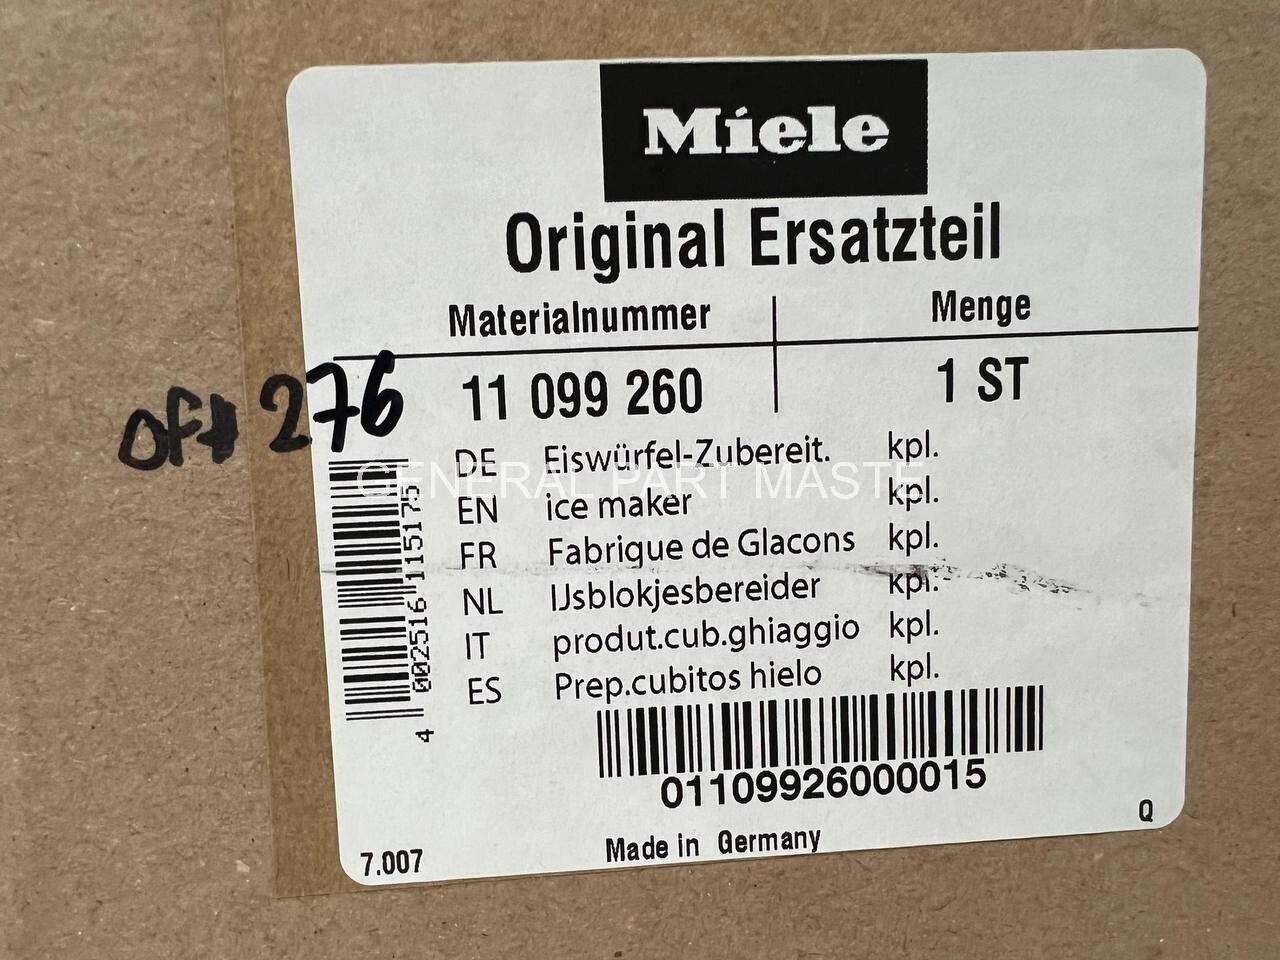 Miele
Original Ersatzteil
Materialnummer Menge
11 099 260 1 ST
OF# 276
DE Eiswürfel-Zubereit. kpl.
GENERAL PART MASTE
EN ice maker kpl.
FR Fabrique de Glacons kpl.
NL IJsblokjesbereider kpl.
IT produt.cub.ghiaggio kpl.
ES Prep.cubitos hielo kpl.
4 002516 115175
01109926000015
Made in Germany
Q
7.007